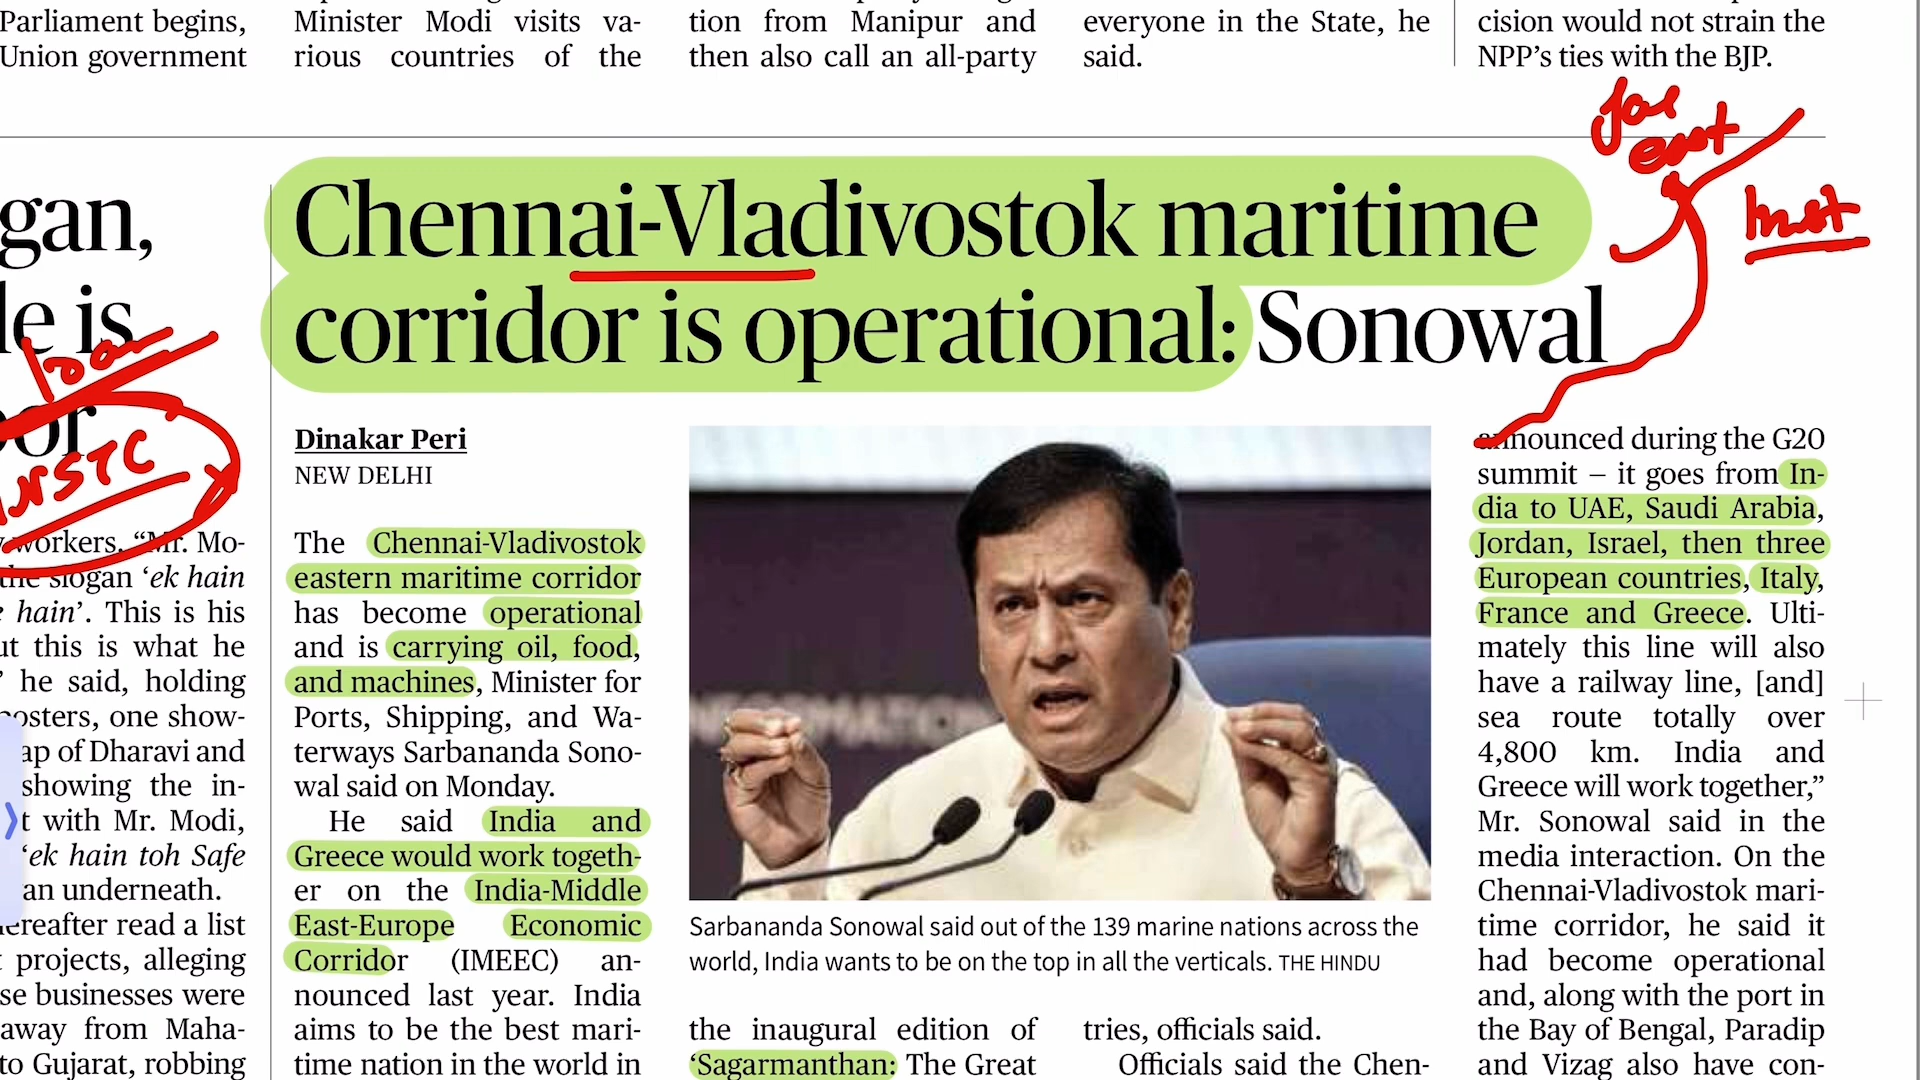 Parliament begins,
Union government
Minister Modi visits va-
rious countries of the
tion from Manipur and
then also call an all-party
everyone in the State, he
said.
cision would not strain the
NPP's ties with the BJP.
east
gan,
le is
loan
INSTC
workers. “Mr. Mo-
the slogan ‘ek hain
hain’. This is his
ut this is what he
’ he said, holding
posters, one show-
ap of Dharavi and
showing the in-
t with Mr. Modi,
‘ek hain toh Safe
an underneath.
ereafter read a list
t projects, alleging
se businesses were
away from Maha-
to Gujarat, robbing
Chennai-Vladivostok maritime
corridor is operational: Sonowal
Dinakar Peri
NEW DELHI
The Chennai-Vladivostok
eastern maritime corridor
has become operational
and is carrying oil, food,
and machines, Minister for
Ports, Shipping, and Wa-
terways Sarbananda Sono-
wal said on Monday.
He said India and
Greece would work togeth-
er on the India-Middle
East-Europe Economic
Corridor (IMEEC) an-
nounced last year. India
aims to be the best mari-
time nation in the world in
INFORMATION
Sarbananda Sonowal said out of the 139 marine nations across the
world, India wants to be on the top in all the verticals. THE HINDU
the inaugural edition of
‘Sagarmanthan: The Great
tries, officials said.
Officials said the Chen-
announced during the G20
summit – it goes from In-
dia to UAE, Saudi Arabia,
Jordan, Israel, then three
European countries, Italy,
France and Greece. Ulti-
mately this line will also
have a railway line, [and]
sea route totally over
4,800 km. India and
Greece will work together,”
Mr. Sonowal said in the
media interaction. On the
Chennai-Vladivostok mari-
time corridor, he said it
had become operational
and, along with the port in
the Bay of Bengal, Paradip
and Vizag also have con-